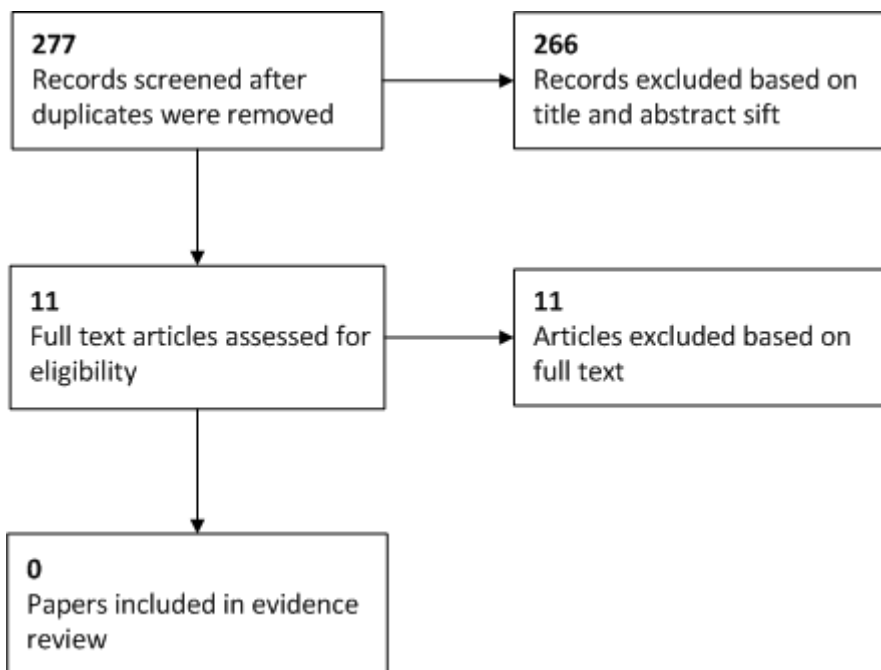 277
Records screened after
duplicates were removed
266
Records excluded based on
title and abstract sift
11
Full text articles assessed for
eligibility
11
Articles excluded based on
full text
0
Papers included in evidence
review